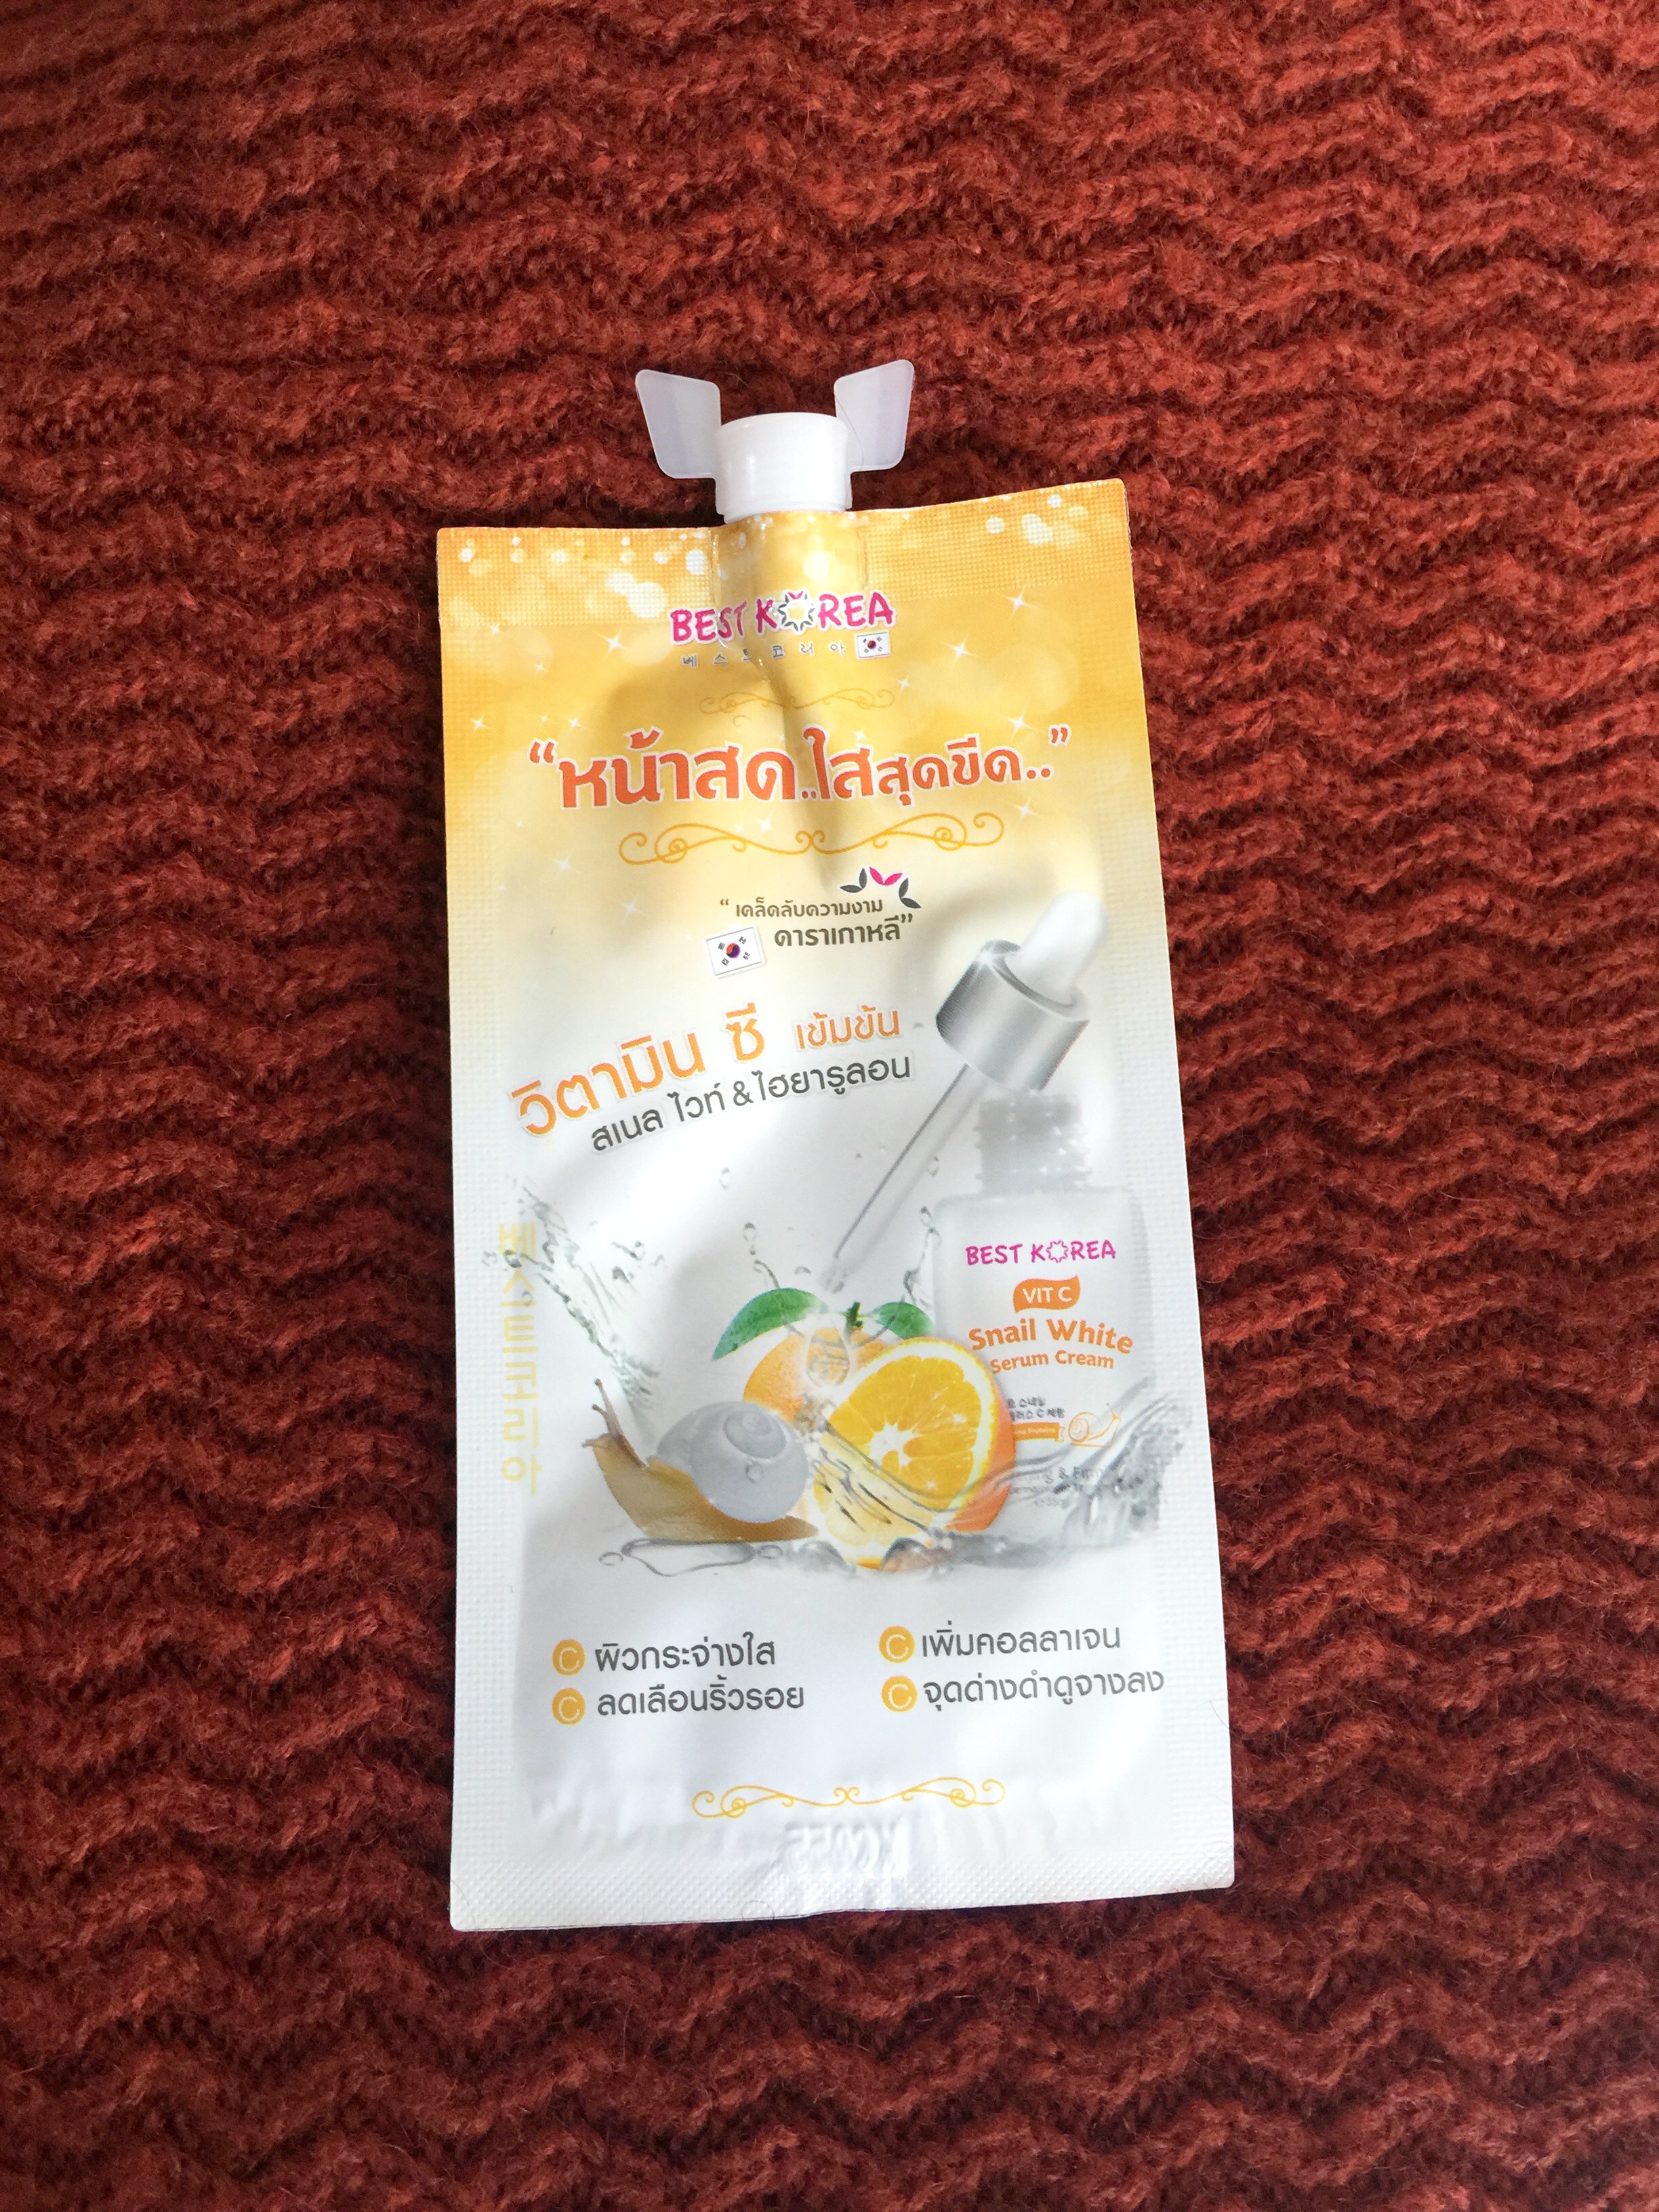 BEST KOREA
베스트코리아
“หน้าสด..ใสสุดขีด..”
“ เคล็ดลับความงาม
ดาราเกาหลี”
วิตามิน ซี เข้มข้น
สเนล ไวท์ & ไฮยารูลอน
BEST KOREA
VIT C
Snail White
Serum Cream
ผิวกระจ่างใส
ลดเลือนริ้วรอย
เพิ่มคอลลาเจน
จุดด่างดำดูจางลง